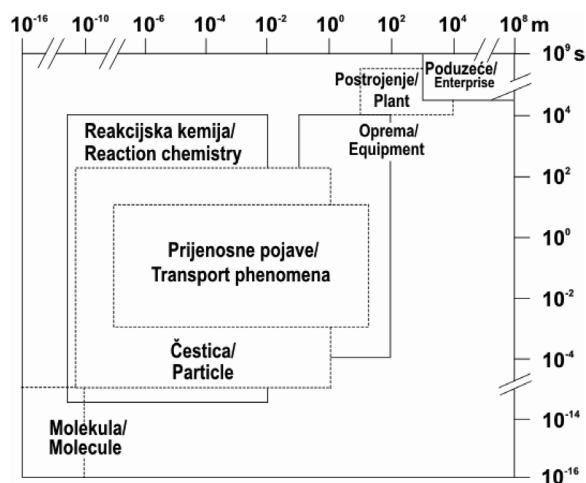 10⁻¹⁶ 10⁻¹⁰ 10⁻⁶ 10⁻⁴ 10⁻² 10⁰ 10² 10⁴ 10⁸ m
10⁹ s
Postrojenje/
Plant
Poduzeće/
Enterprise
10⁴
Reakcijska kemija/
Reaction chemistry
Oprema/
Equipment
10²
Prijenosne pojave/
Transport phenomena
10⁰
10⁻²
Čestica/
Particle
10⁻⁴
Molekula/
Molecule
10⁻¹⁴
10⁻¹⁶